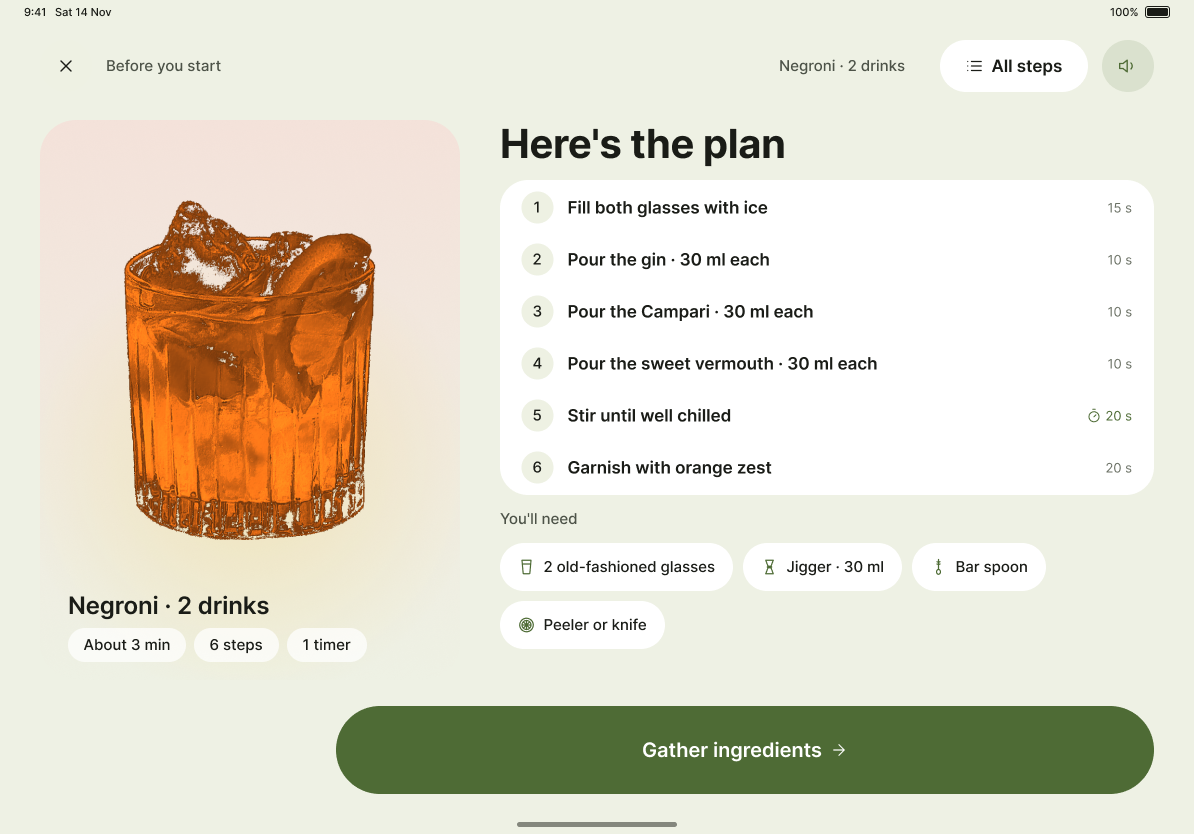 9:41 Sat 14 Nov
100%
Before you start
Negroni · 2 drinks
All steps
Here's the plan
1 Fill both glasses with ice 15 s
2 Pour the gin · 30 ml each 10 s
3 Pour the Campari · 30 ml each 10 s
4 Pour the sweet vermouth · 30 ml each 10 s
5 Stir until well chilled 20 s
6 Garnish with orange zest 20 s
You'll need
2 old-fashioned glasses
Jigger · 30 ml
Bar spoon
Peeler or knife
Negroni · 2 drinks
About 3 min
6 steps
1 timer
Gather ingredients →